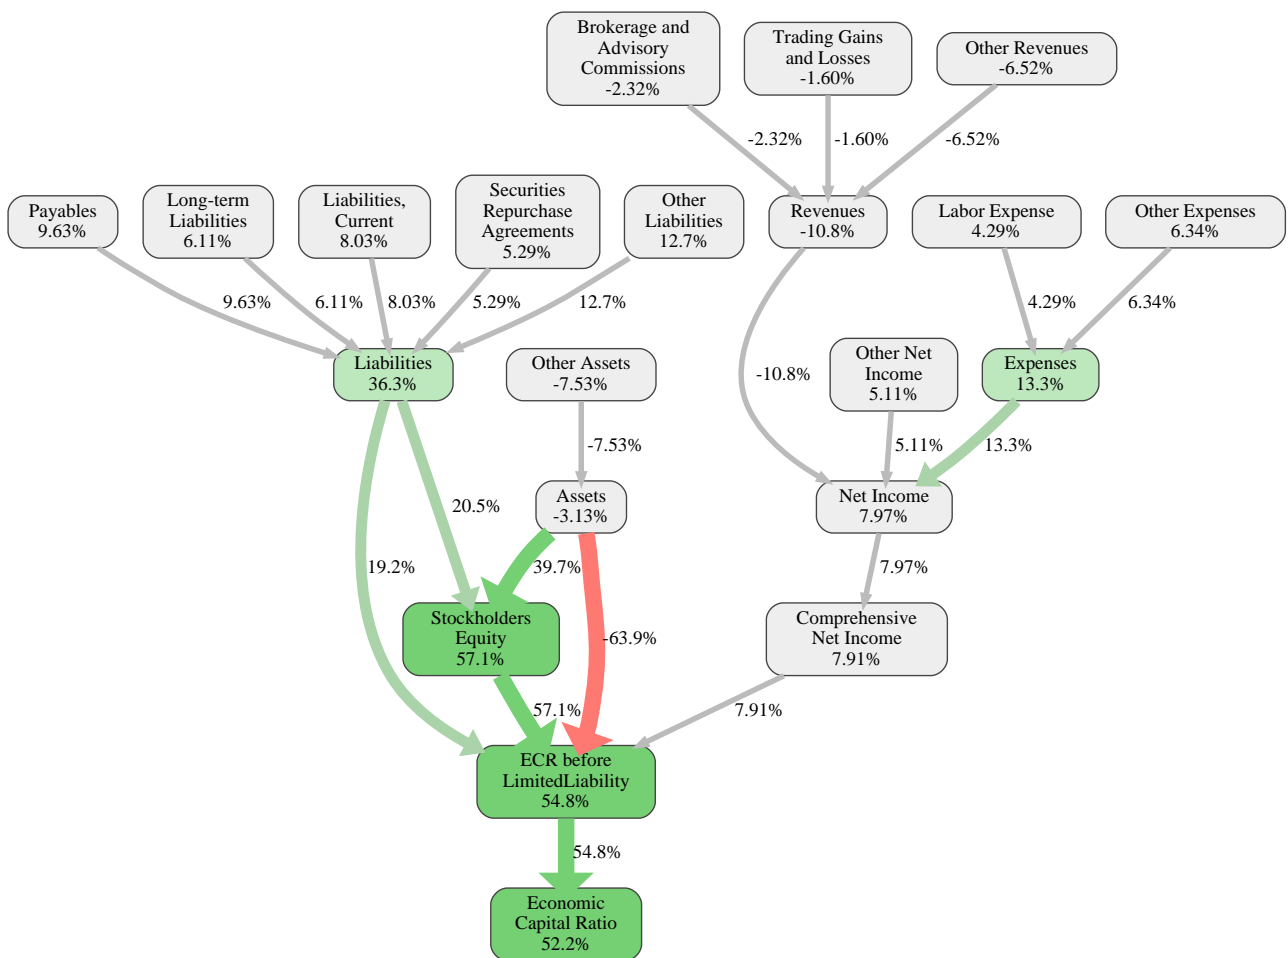 Brokerage and
Advisory
Commissions
-2.32%
Trading Gains
and Losses
-1.60%
Other Revenues
-6.52%
-2.32%
-1.60%
-6.52%
Payables
9.63%
Long-term
Liabilities
6.11%
Liabilities,
Current
8.03%
Securities
Repurchase
Agreements
5.29%
Other
Liabilities
12.7%
Revenues
-10.8%
Labor Expense
4.29%
Other Expenses
6.34%
9.63%
6.11%
8.03%
5.29%
12.7%
4.29%
6.34%
Liabilities
36.3%
Other Assets
-7.53%
-10.8%
Other Net
Income
5.11%
Expenses
13.3%
-7.53%
5.11%
13.3%
20.5%
Assets
-3.13%
Net Income
7.97%
19.2%
39.7%
7.97%
Stockholders
Equity
57.1%
-63.9%
Comprehensive
Net Income
7.91%
57.1%
7.91%
ECR before
LimitedLiability
54.8%
54.8%
Economic
Capital Ratio
52.2%